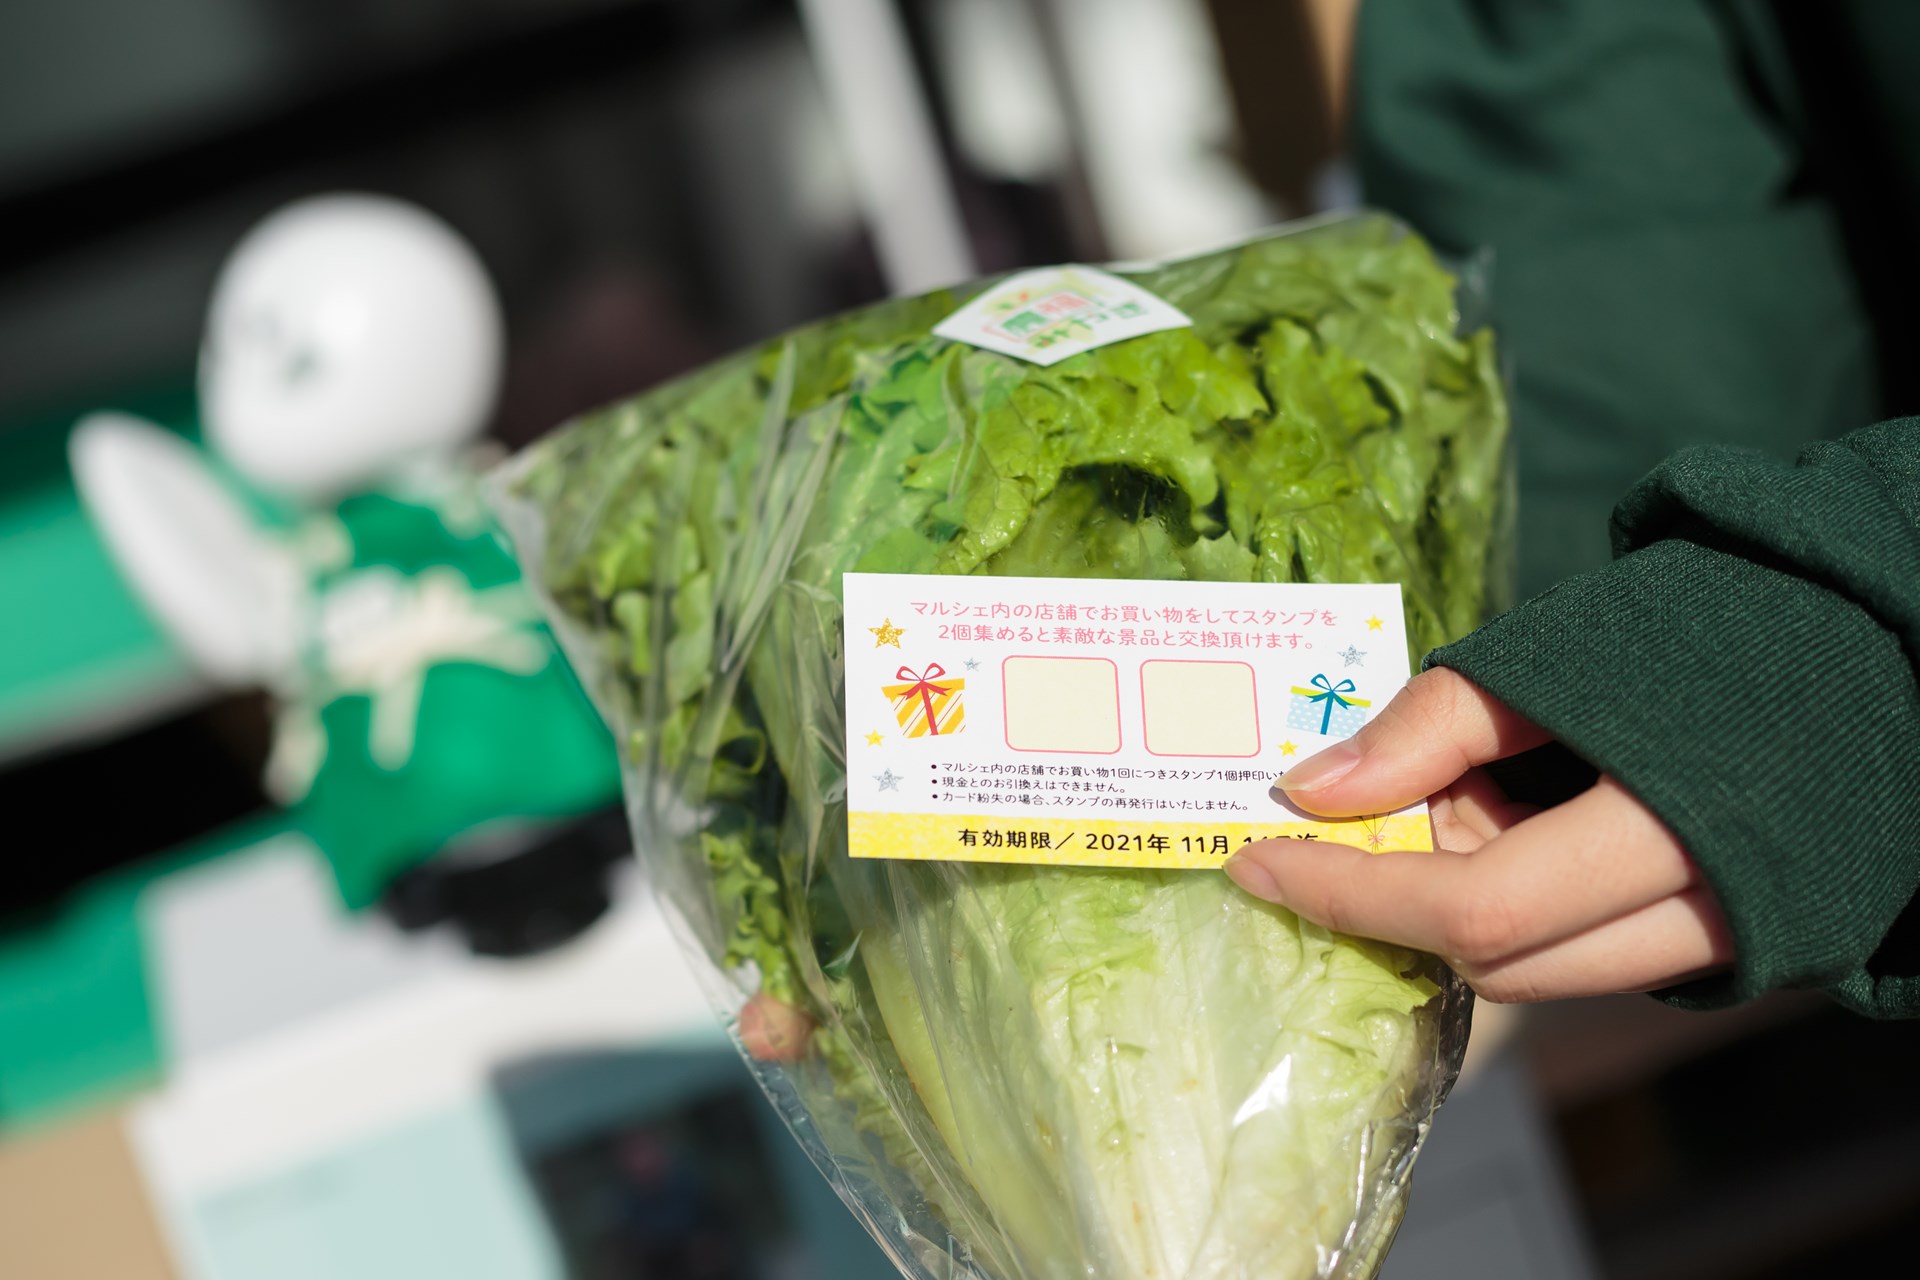 農福
みやざき
マルシェ内の店舗でお買い物をしてスタンプを
2個集めると素敵な景品と交換頂けます。
●マルシェ内の店舗でお買い物1回につきスタンプ1個押印い
●現金とのお引換えはできません。
●カード紛失の場合、スタンプの再発行はいたしません。
有効期限／ 2021年 11月